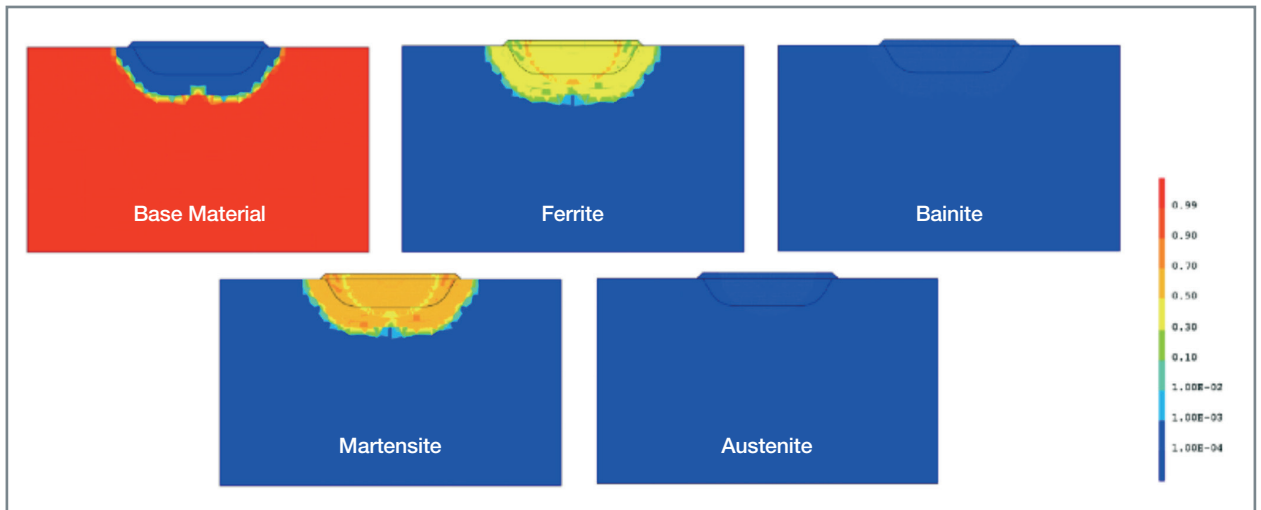 Base Material
Ferrite
Bainite
Martensite
Austenite
0.99
0.90
0.70
0.50
0.30
0.10
1.00E-02
1.00E-03
1.00E-04